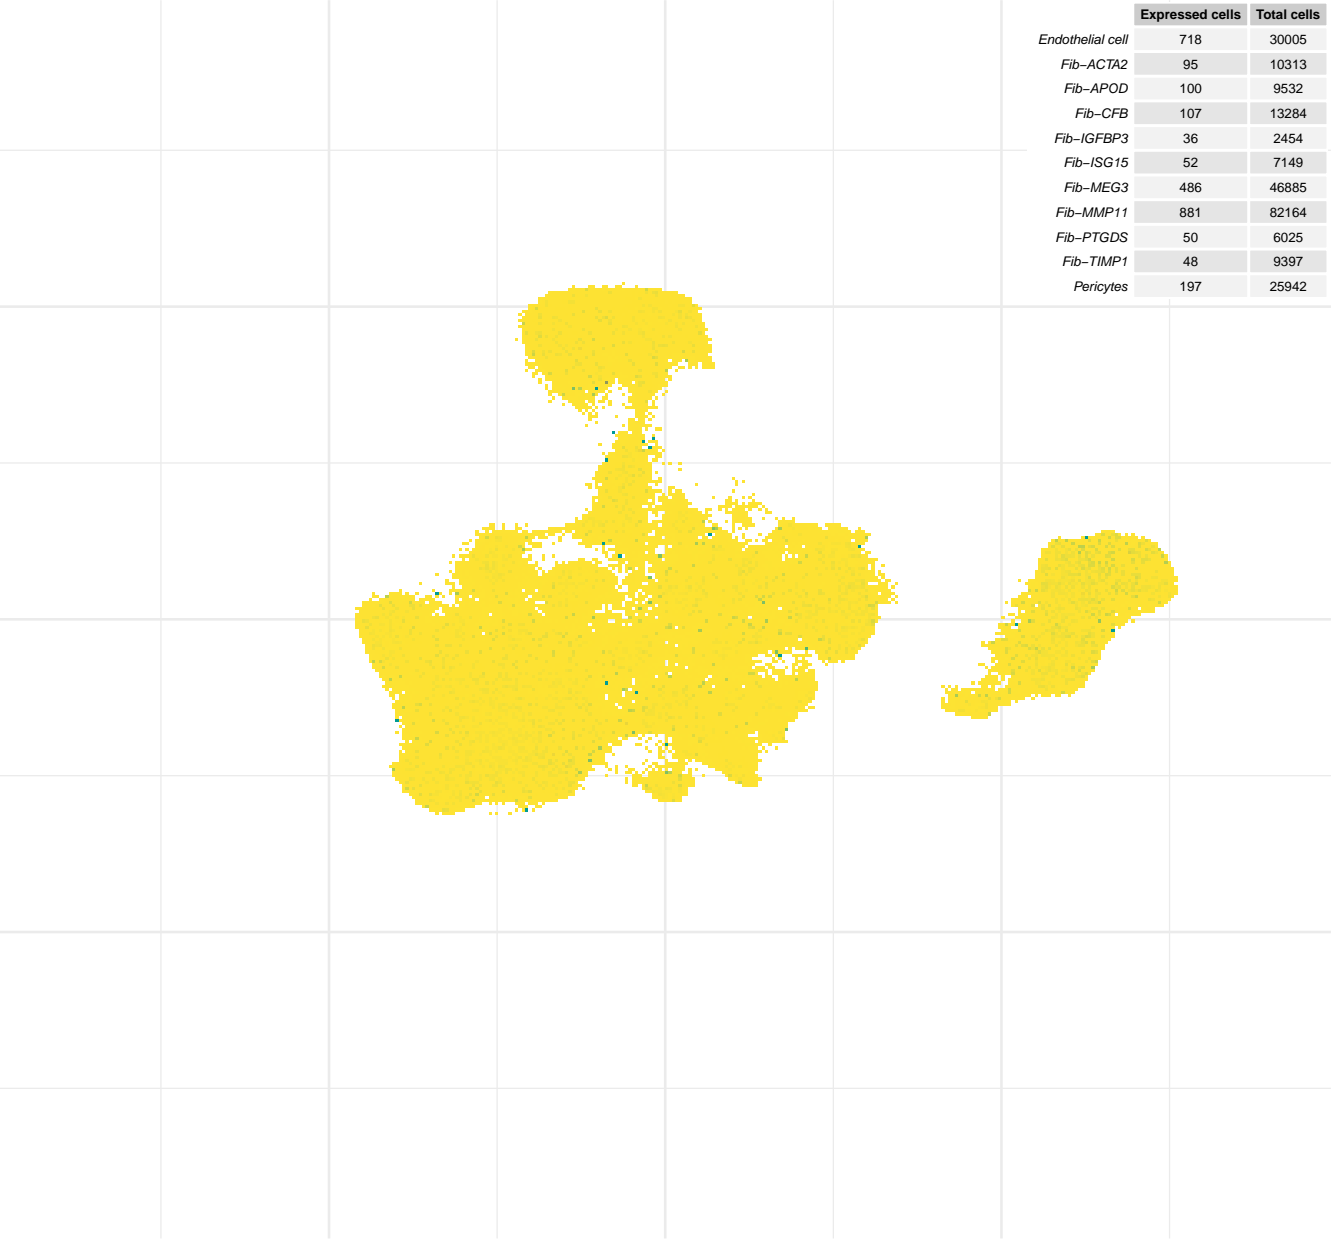 Expressed cells Total cells
Endothelial cell 718 30005
Fib−ACTA2 95 10313
Fib−APOD 100 9532
Fib−CFB 107 13284
Fib−IGFBP3 36 2454
Fib−ISG15 52 7149
Fib−MEG3 486 46885
Fib−MMP11 881 82164
Fib−PTGDS 50 6025
Fib−TIMP1 48 9397
Pericytes 197 25942